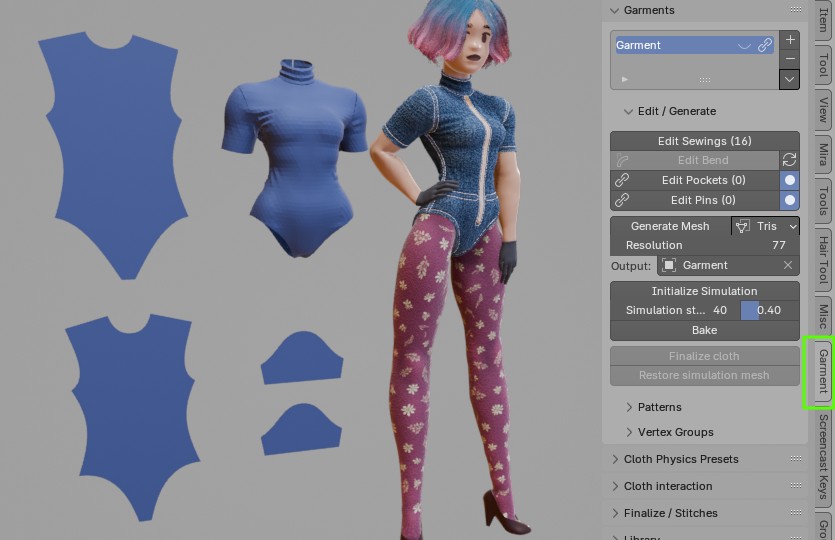 Garments
Garment
+
−
Edit / Generate
Edit Sewings (16)
Edit Bend
Edit Pockets (0)
Edit Pins (0)
Generate Mesh Tris
Resolution 77
Output: Garment
Initialize Simulation
Simulation st... 40 0.40
Bake
Finalize cloth
Restore simulation mesh
Patterns
Vertex Groups
Cloth Physics Presets
Cloth interaction
Finalize / Stitches
Library
Item
Tool
View
Mira
Tools
Hair Tool
Misc
Garment
Screencast Keys